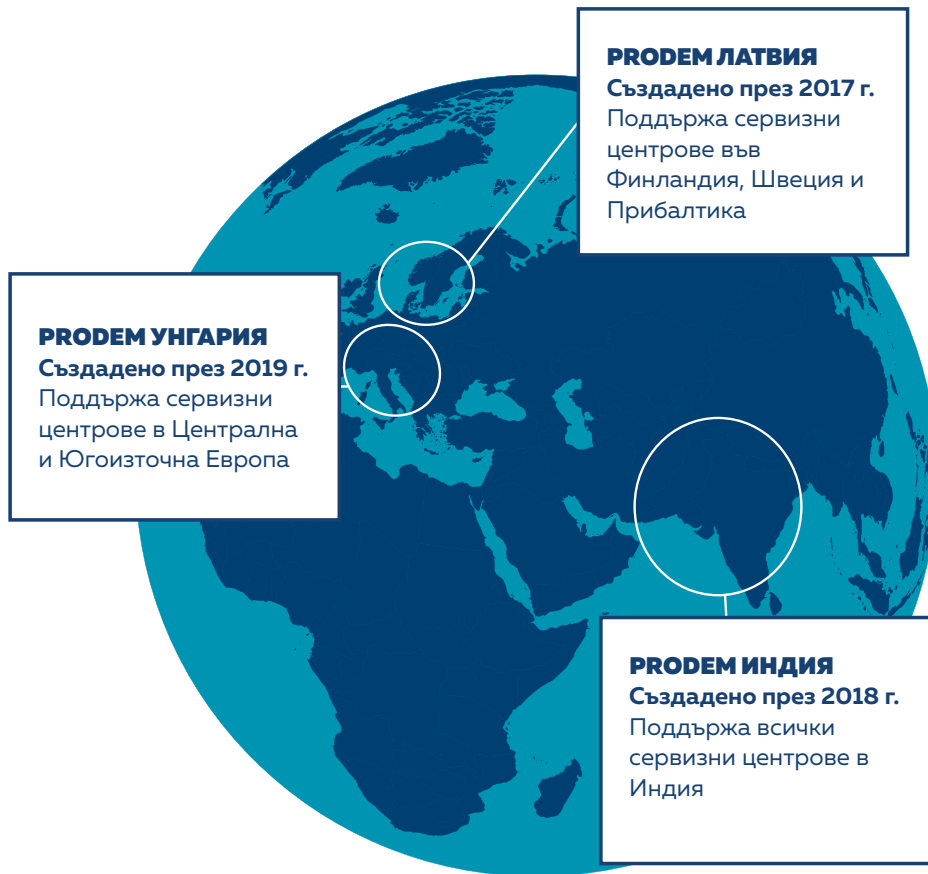 PRODEM ЛАТВИЯ
Създадено през 2017 г.
Поддържа сервизни
центрове във
Финландия, Швеция и
Прибалтика
PRODEM УНГАРИЯ
Създадено през 2019 г.
Поддържа сервизни
центрове в Централна
и Югоизточна Европа
PRODEM ИНДИЯ
Създадено през 2018 г.
Поддържа всички
сервизни центрове в
Индия